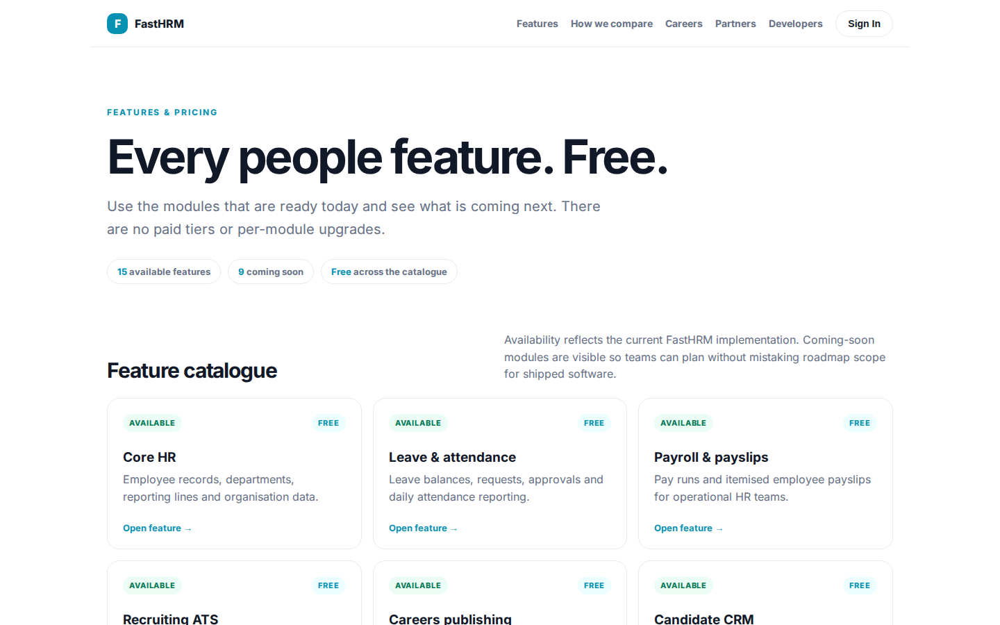 F FastHRM
Features How we compare Careers Partners Developers Sign In
FEATURES & PRICING
Every people feature. Free.
Use the modules that are ready today and see what is coming next. There
are no paid tiers or per-module upgrades.
15 available features 9 coming soon Free across the catalogue
Feature catalogue
Availability reflects the current FastHRM implementation. Coming-soon
modules are visible so teams can plan without mistaking roadmap scope
for shipped software.
AVAILABLE FREE
Core HR
Employee records, departments,
reporting lines and organisation data.
Open feature →
AVAILABLE FREE
Leave & attendance
Leave balances, requests, approvals and
daily attendance reporting.
Open feature →
AVAILABLE FREE
Payroll & payslips
Pay runs and itemised employee payslips
for operational HR teams.
Open feature →
AVAILABLE FREE
Recruiting ATS
AVAILABLE FREE
Careers publishing
AVAILABLE FREE
Candidate CRM